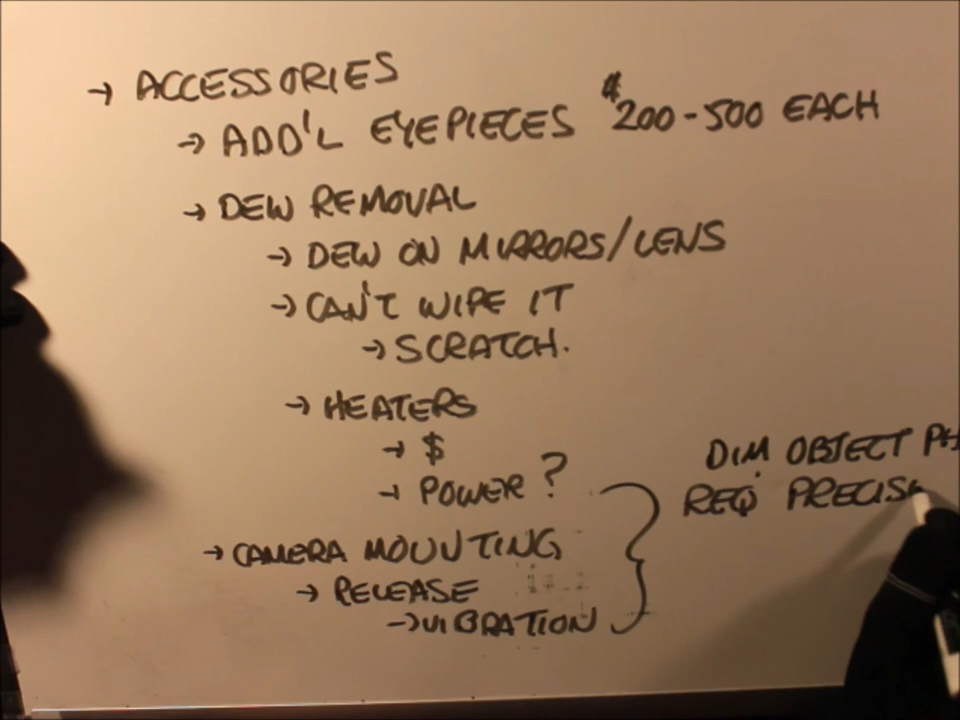 → ACCESSORIES
→ ADD'L EYEPIECES $200-500 EACH
→ DEW REMOVAL
→ DEW ON MIRRORS/LENS
→ CAN'T WIPE IT
→ SCRATCH.
→ HEATERS
→ $
→ POWER?
→ CAMERA MOUNTING
→ RELEASE
→ VIBRATION
DIM OBJECT
REQ PRECIS